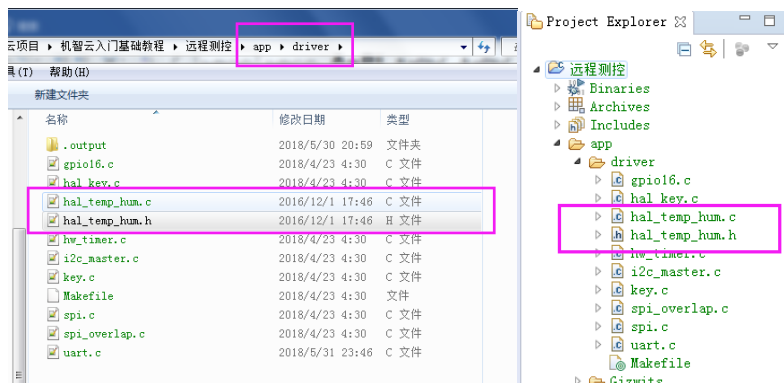 云项目 ▸ 机智云入门基础教程 ▸ 远程测控 ▸ app ▸ driver ▸
具(T) 帮助(H)
新建文件夹
名称 修改日期 类型
.output 2018/5/30 20:59 文件夹
gpio16.c 2018/4/23 4:30 C 文件
hal_key.c 2018/4/23 4:30 C 文件
hal_temp_hum.c 2016/12/1 17:46 C 文件
hal_temp_hum.h 2016/12/1 17:46 H 文件
hw_timer.c 2018/4/23 4:30 C 文件
i2c_master.c 2018/4/23 4:30 C 文件
key.c 2018/4/23 4:30 C 文件
Makefile 2018/4/23 4:30 文件
spi.c 2018/4/23 4:30 C 文件
spi_overlap.c 2018/4/23 4:30 C 文件
uart.c 2018/5/31 23:46 C 文件
Project Explorer
远程测控
Binaries
Archives
Includes
app
driver
gpio16.c
hal_key.c
hal_temp_hum.c
hal_temp_hum.h
hw_timer.c
i2c_master.c
key.c
spi_overlap.c
spi.c
uart.c
Makefile
Gizwits